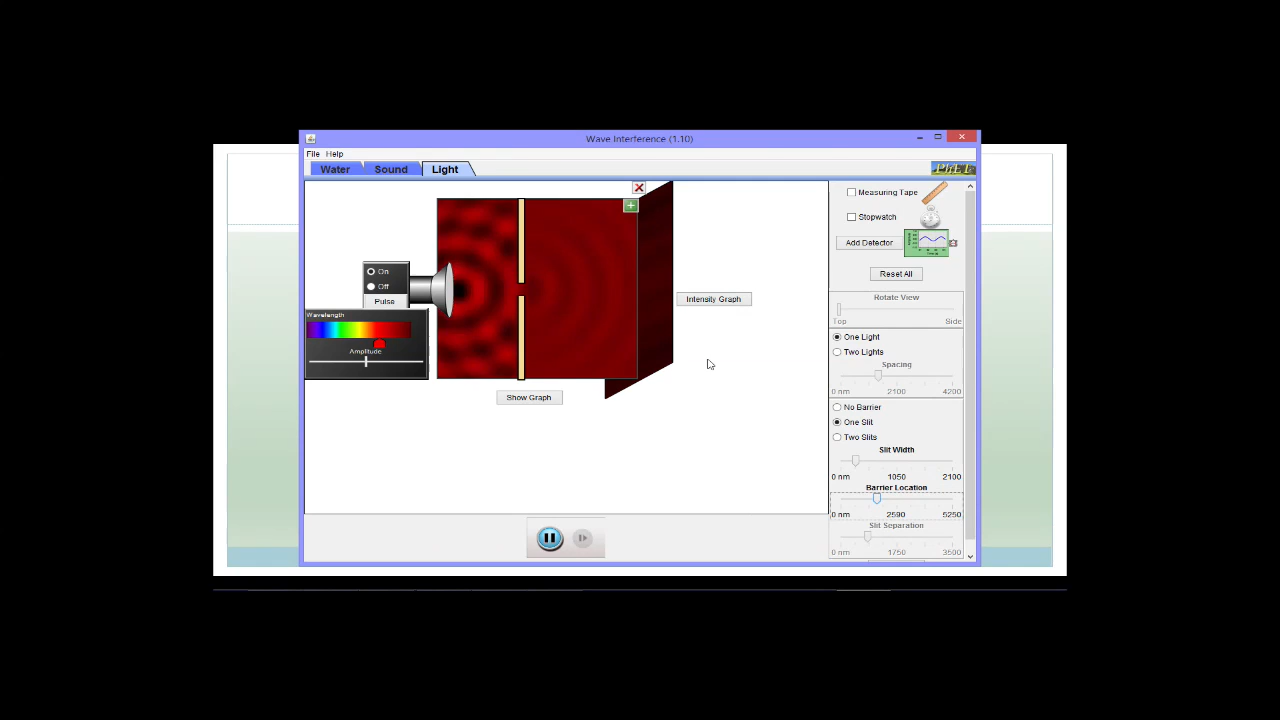 Wave Interference (1.10)
File Help
Water Sound Light
PhET
Measuring Tape
Stopwatch
Add Detector
Reset All
Rotate View
Top Side
On
Off
Pulse
Wavelength
Amplitude
Intensity Graph
Show Graph
One Light
Two Lights
Spacing
0 nm 2100 4200
No Barrier
One Slit
Two Slits
Slit Width
0 nm 1050 2100
Barrier Location
0 nm 2590 5250
Slit Separation
0 nm 1750 3500